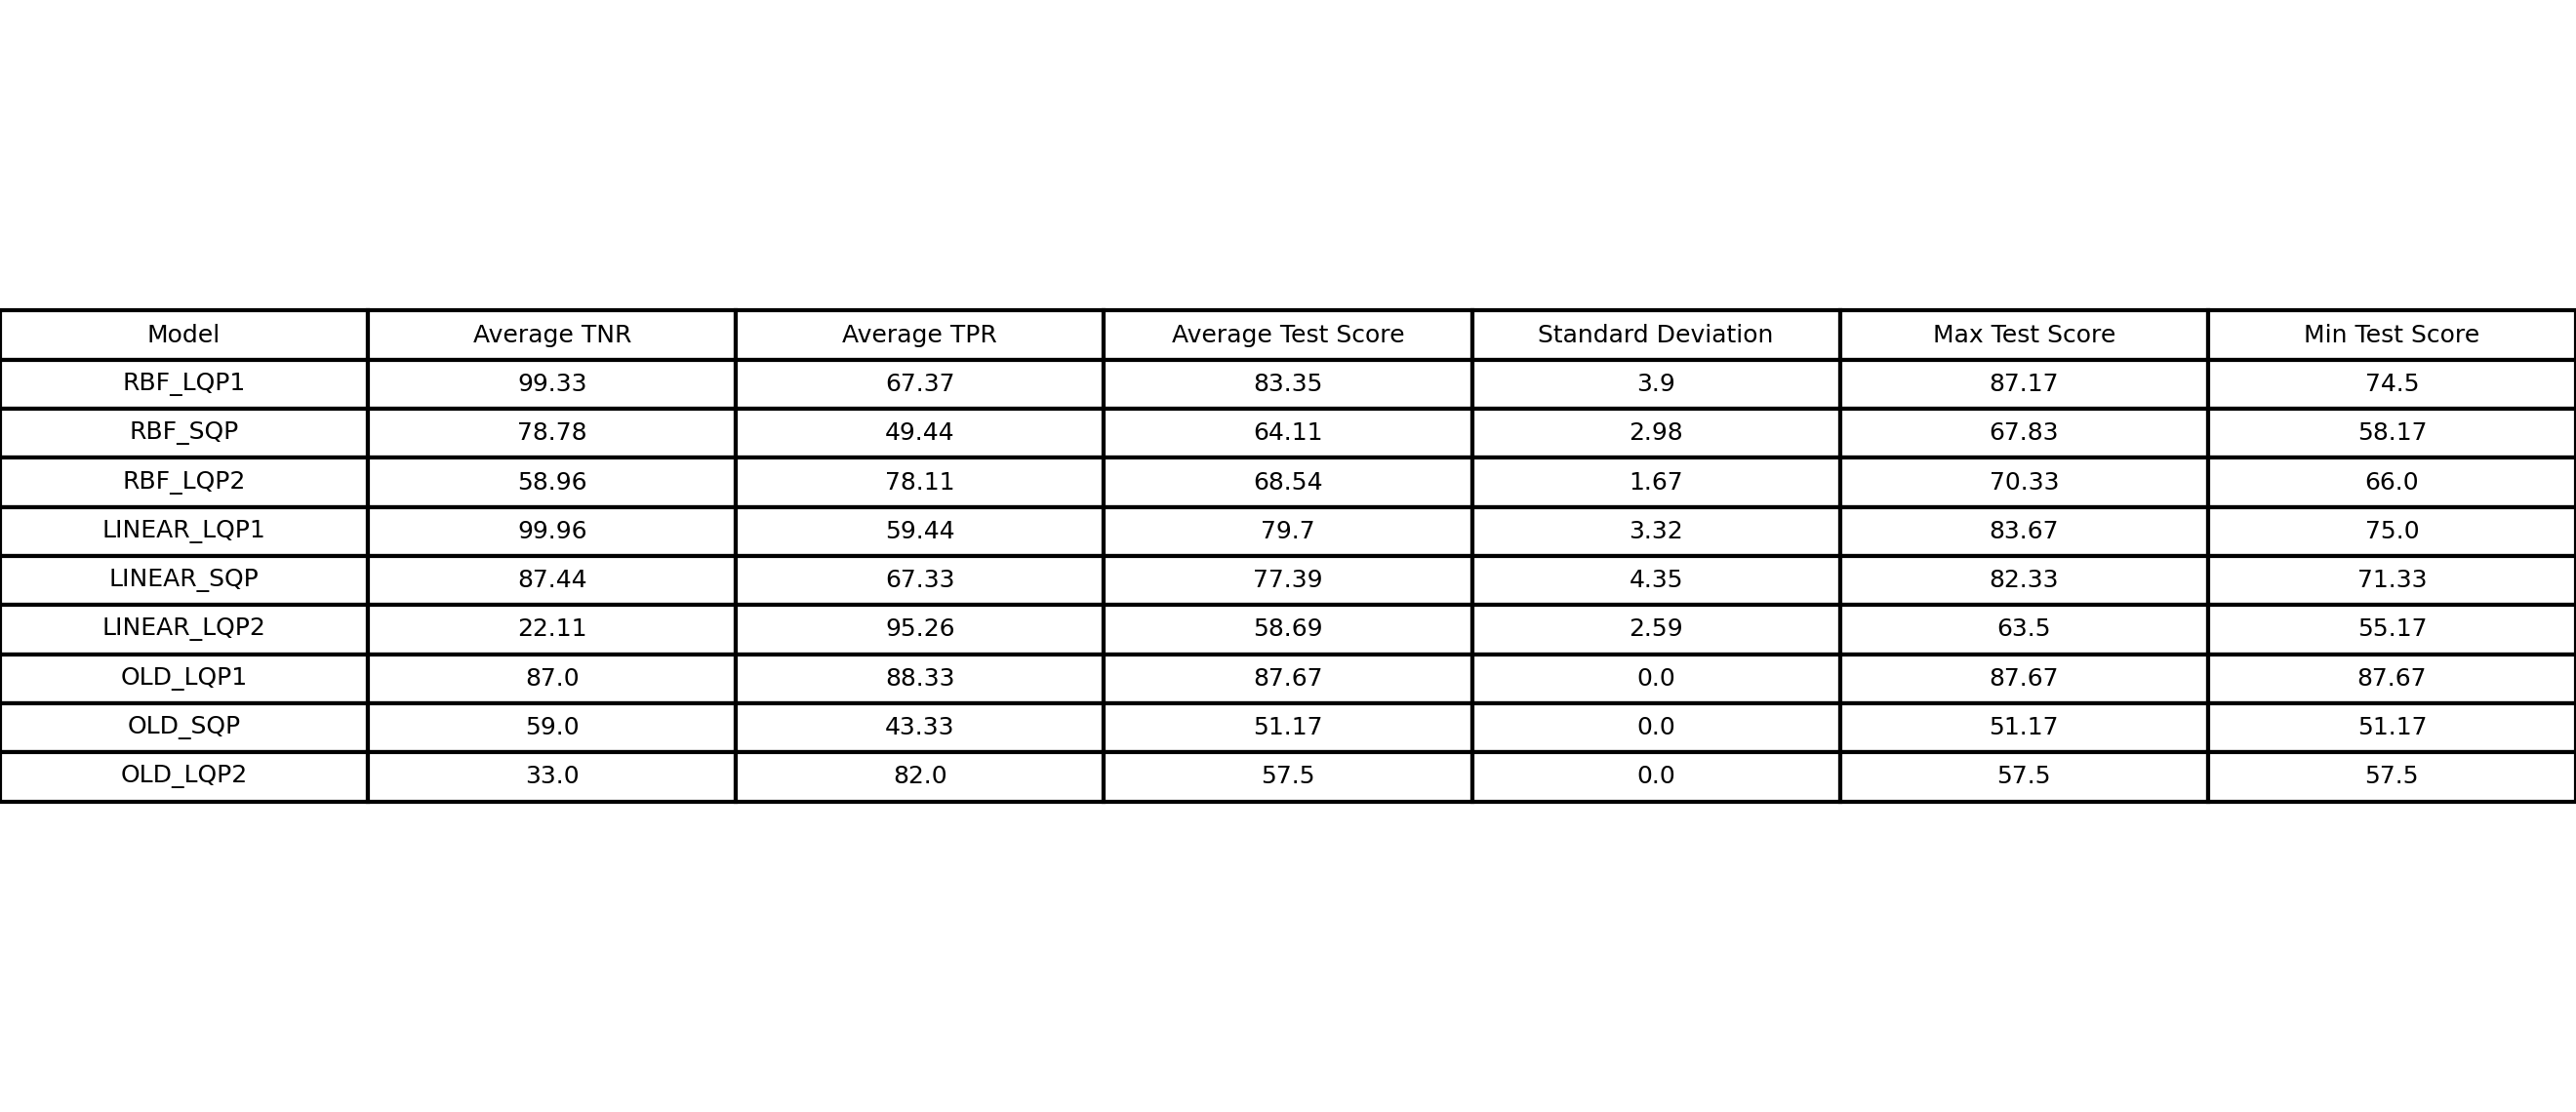 Model Average TNR Average TPR Average Test Score Standard Deviation Max Test Score Min Test Score
RBF_LQP1 99.33 67.37 83.35 3.9 87.17 74.5
RBF_SQP 78.78 49.44 64.11 2.98 67.83 58.17
RBF_LQP2 58.96 78.11 68.54 1.67 70.33 66.0
LINEAR_LQP1 99.96 59.44 79.7 3.32 83.67 75.0
LINEAR_SQP 87.44 67.33 77.39 4.35 82.33 71.33
LINEAR_LQP2 22.11 95.26 58.69 2.59 63.5 55.17
OLD_LQP1 87.0 88.33 87.67 0.0 87.67 87.67
OLD_SQP 59.0 43.33 51.17 0.0 51.17 51.17
OLD_LQP2 33.0 82.0 57.5 0.0 57.5 57.5